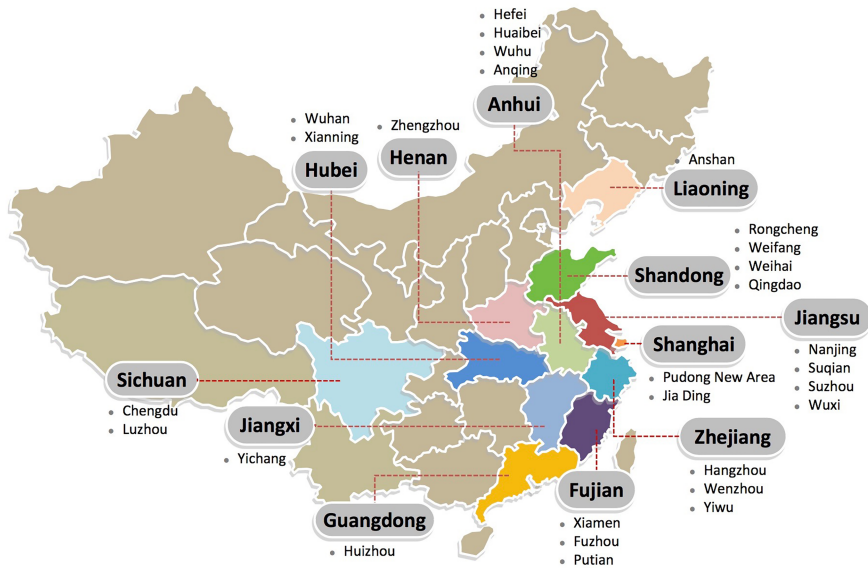 Hefei
Huaibei
Wuhu
Anqing
Anhui
Wuhan
Xianning
Hubei
Zhengzhou
Henan
Anshan
Liaoning
Rongcheng
Weifang
Weihai
Qingdao
Shandong
Jiangsu
Nanjing
Suqian
Suzhou
Wuxi
Shanghai
Pudong New Area
Jia Ding
Sichuan
Chengdu
Luzhou
Jiangxi
Yichang
Zhejiang
Hangzhou
Wenzhou
Yiwu
Fujian
Xiamen
Fuzhou
Putian
Guangdong
Huizhou